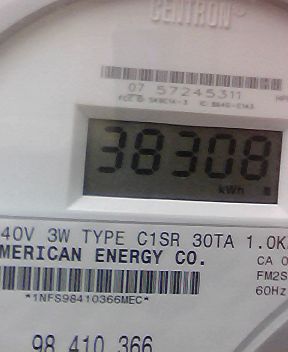 CENTRON®
07 57245311
38308
kWh
40V 3W TYPE C1SR 30TA 1.0K
MERICAN ENERGY CO.
CA 0
FM2S
60Hz
*1NFS98410366MEC*
98 410 366